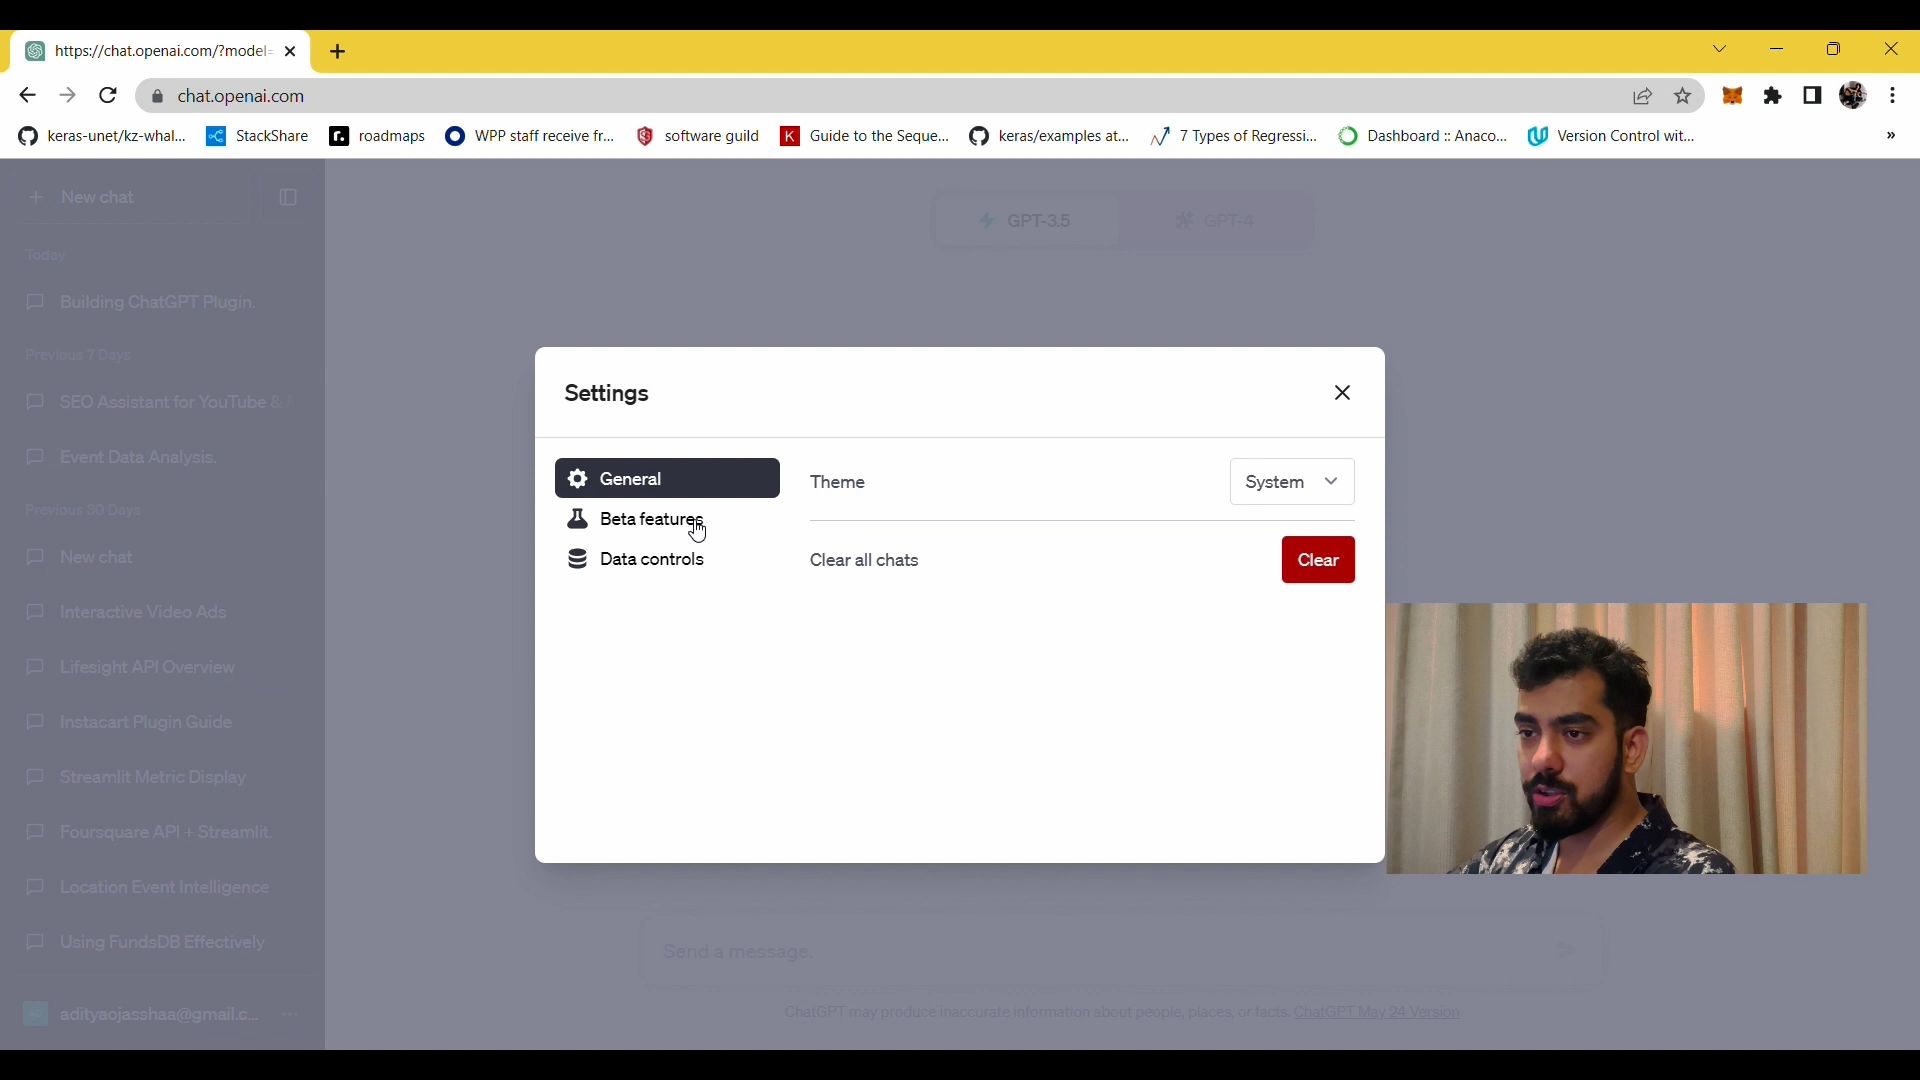 https://chat.openai.com/?model=
chat.openai.com
keras-unet/kz-whal...
StackShare
roadmaps
WPP staff receive fr...
software guild
Guide to the Seque...
keras/examples at...
7 Types of Regressi...
Dashboard :: Anaco...
Version Control wit...
»
New chat
GPT-3.5
GPT-4
Today
Building ChatGPT Plugin.
Previous 7 Days
SEO Assistant for YouTube &
Event Data Analysis.
Previous 30 Days
New chat
Interactive Video Ads
Lifesight API Overview
Instacart Plugin Guide
Streamlit Metric Display
Foursquare API + Streamlit.
Location Event Intelligence
Using FundsDB Effectively
adityaojasshaa@gmail.c...
Settings
General
Beta features
Data controls
Theme
System
Clear all chats
Clear
Send a message.
ChatGPT may produce inaccurate information about people, places, or facts. ChatGPT May 24 Version